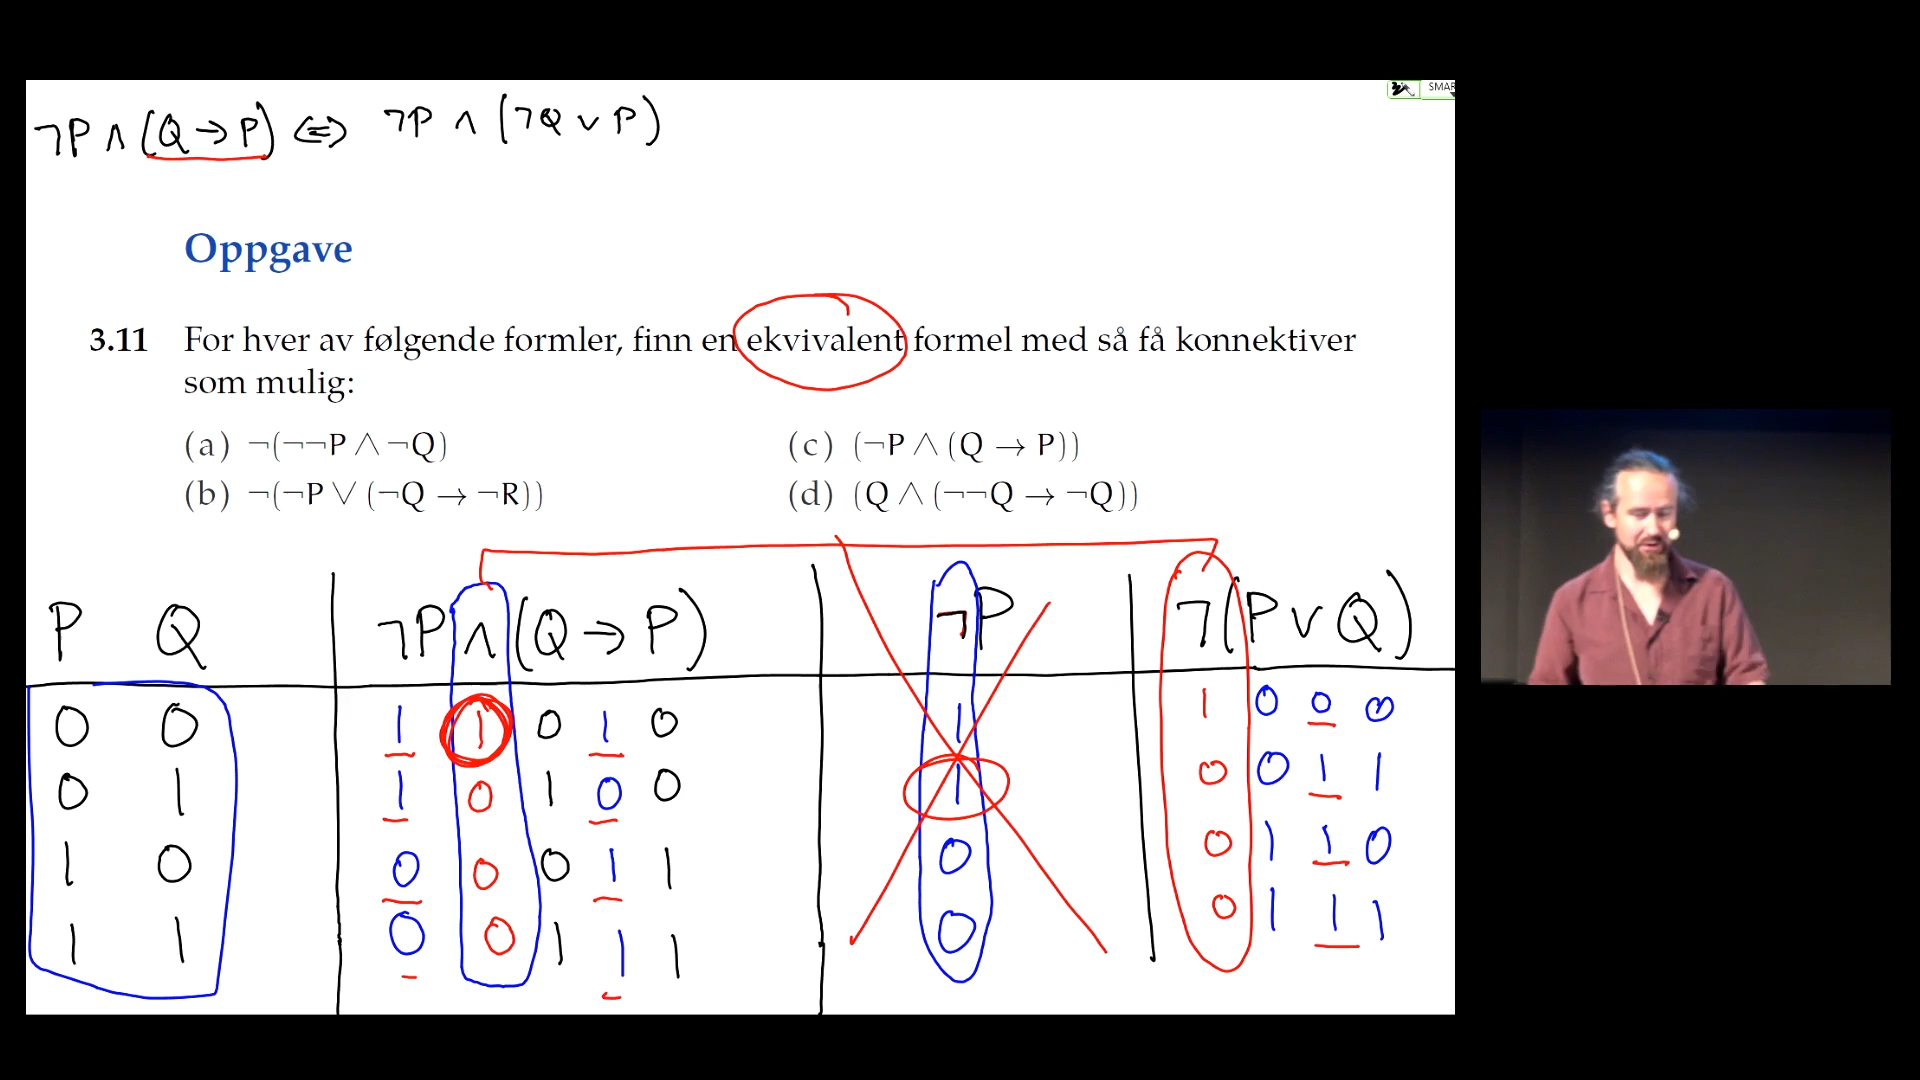 SMAR
¬P ∧ (Q → P) ⇔ ¬P ∧ (¬Q ∨ P)
Oppgave
3.11 For hver av følgende formler, finn en ekvivalent formel med så få konnektiver
som mulig:
(a) ¬(¬¬P ∧ ¬Q) (c) (¬P ∧ (Q → P))
(b) ¬(¬P ∨ (¬Q → ¬R)) (d) (Q ∧ (¬¬Q → ¬Q))
P Q ¬P ∧ (Q → P) ¬P ¬(P ∨ Q)
0 0 1 1 0 1 0 1 1 0 0 0
0 1 1 0 1 0 0 1 0 0 1 1
1 0 0 0 0 1 1 0 0 1 1 0
1 1 0 0 1 1 1 0 0 1 1 1